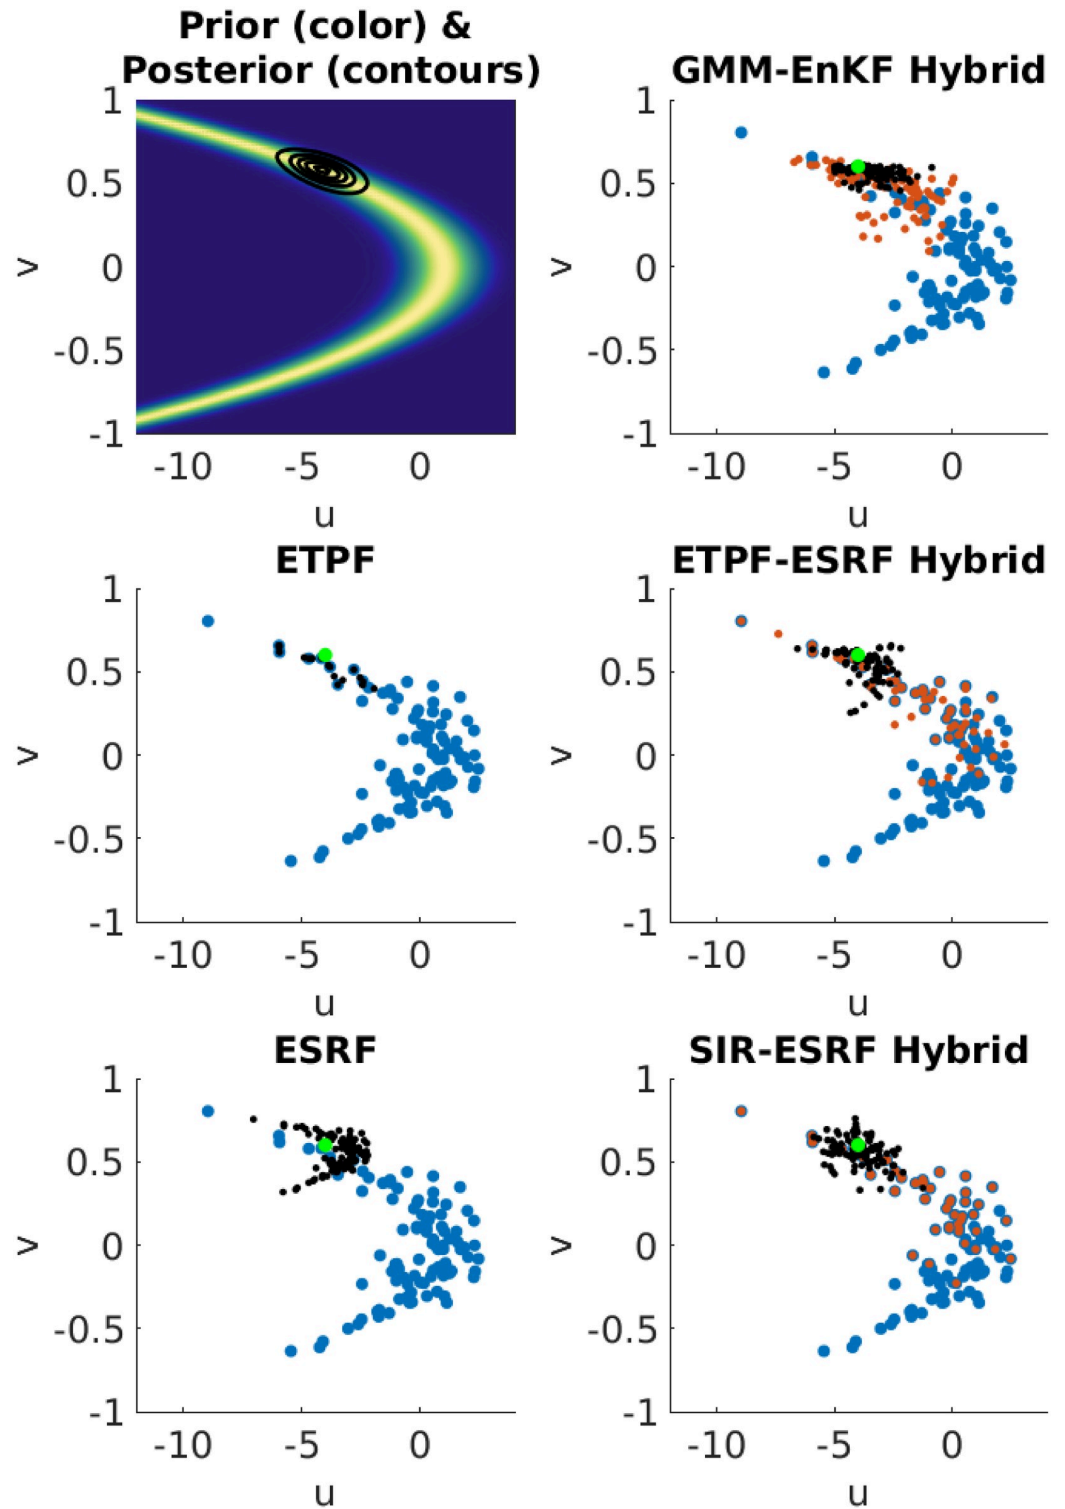 Prior (color) &
Posterior (contours)
1
0.5
0
-0.5
-1
v
-10 -5 0
u
GMM-EnKF Hybrid
1
0.5
0
-0.5
-1
v
-10 -5 0
u
ETPF
1
0.5
0
-0.5
-1
v
-10 -5 0
u
ETPF-ESRF Hybrid
1
0.5
0
-0.5
-1
v
-10 -5 0
u
ESRF
1
0.5
0
-0.5
-1
v
-10 -5 0
u
SIR-ESRF Hybrid
1
0.5
0
-0.5
-1
v
-10 -5 0
u